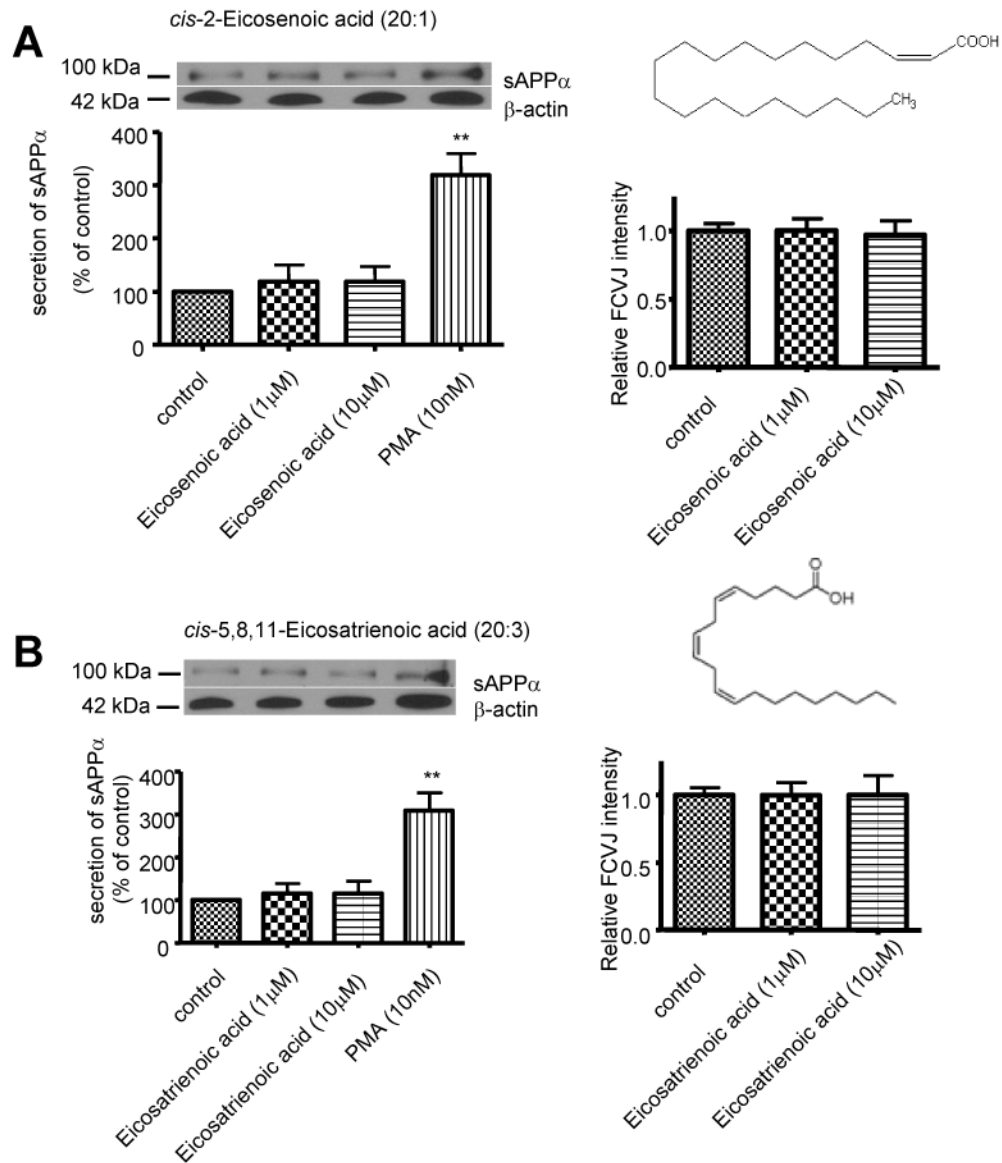 A
cis-2-Eicosenoic acid (20:1)
100 kDa
sAPPα
42 kDa
β-actin
COOH
CH3
secretion of sAPPα
(% of control)
400
300
200
100
0
**
control
Eicosenoic acid (1μM)
Eicosenoic acid (10μM)
PMA (10nM)
Relative FCVJ intensity
1.0
0.5
0.0
control
Eicosenoic acid (1μM)
Eicosenoic acid (10μM)
B
cis-5,8,11-Eicosatrienoic acid (20:3)
100 kDa
sAPPα
42 kDa
β-actin
O
OH
secretion of sAPPα
(% of control)
400
300
200
100
0
**
control
Eicosatrienoic acid (1μM)
Eicosatrienoic acid (10μM)
PMA (10nM)
Relative FCVJ intensity
1.0
0.5
0.0
control
Eicosatrienoic acid (1μM)
Eicosatrienoic acid (10μM)